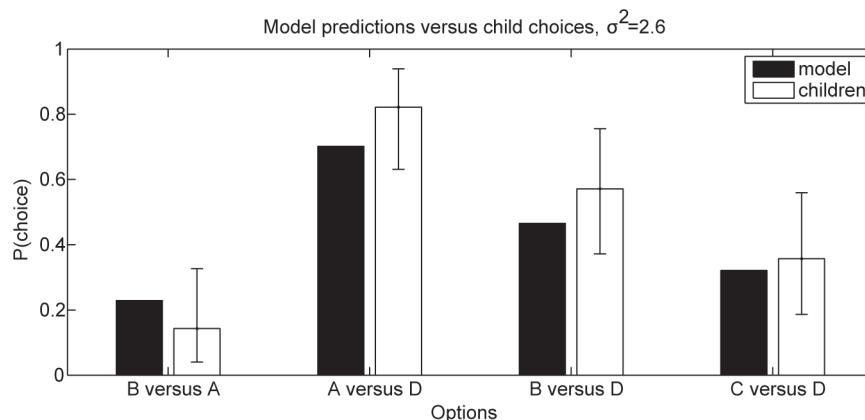 Model predictions versus child choices, σ²=2.6
model
children
P(choice)
1
0.8
0.6
0.4
0.2
0
B versus A
A versus D
B versus D
C versus D
Options